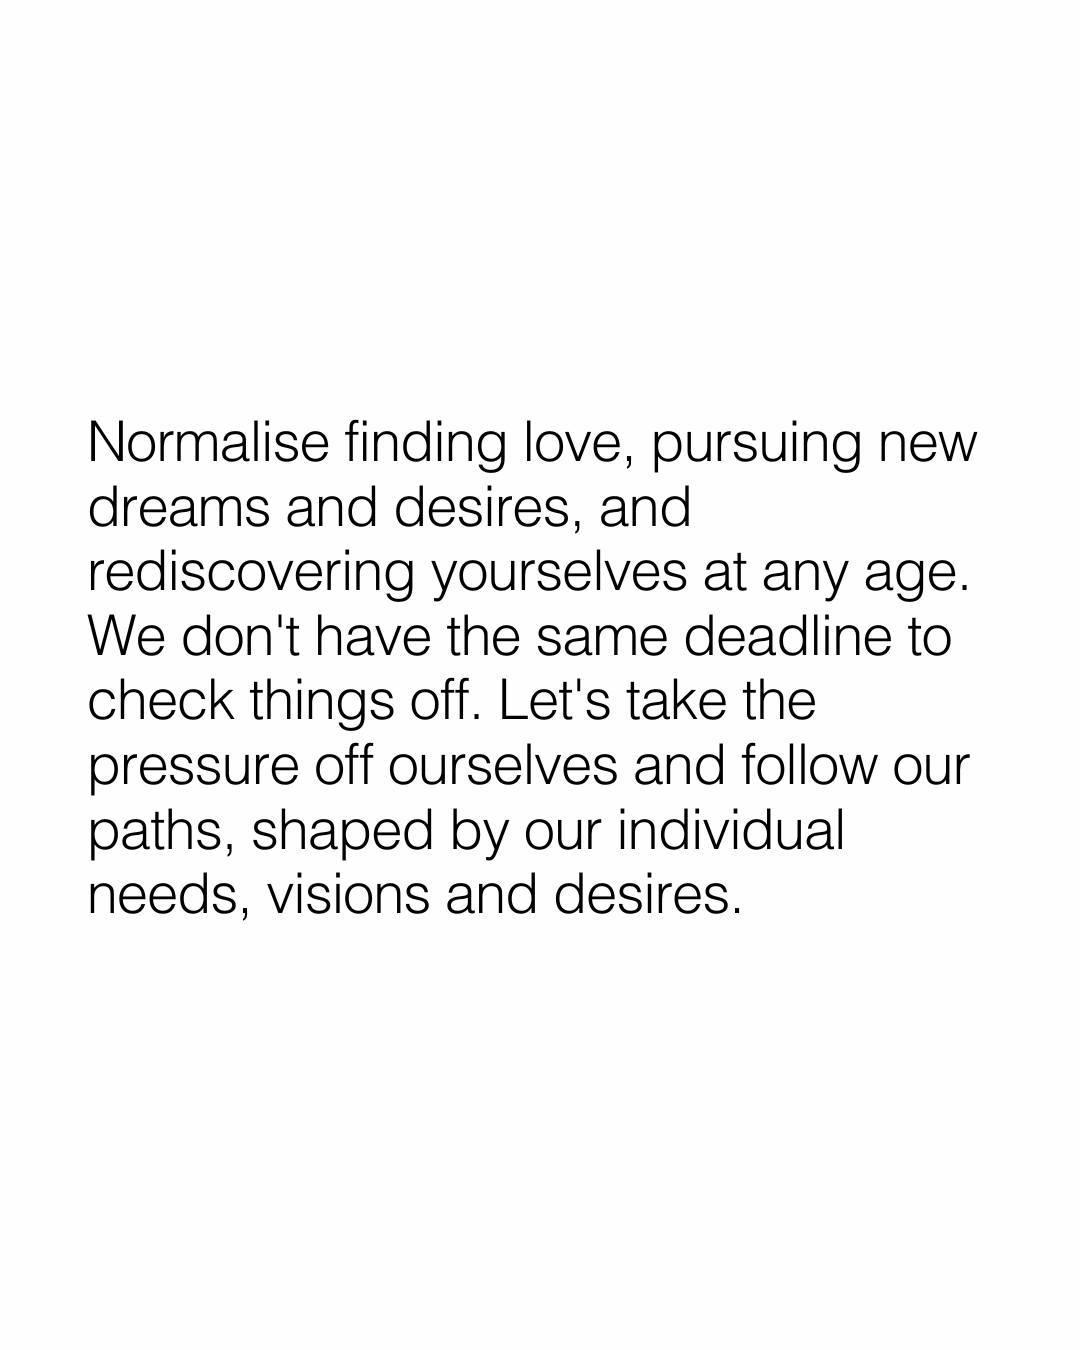 Normalise finding love, pursuing new
dreams and desires, and
rediscovering yourselves at any age.
We don't have the same deadline to
check things off. Let's take the
pressure off ourselves and follow our
paths, shaped by our individual
needs, visions and desires.